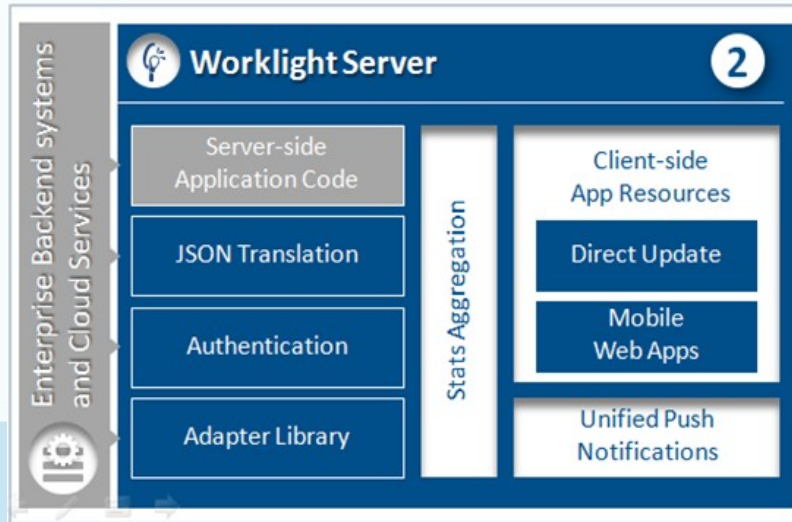 Enterprise Backend systems
and Cloud Services
Worklight Server
2
Server-side
Application Code
JSON Translation
Authentication
Adapter Library
Stats Aggregation
Client-side
App Resources
Direct Update
Mobile
Web Apps
Unified Push
Notifications